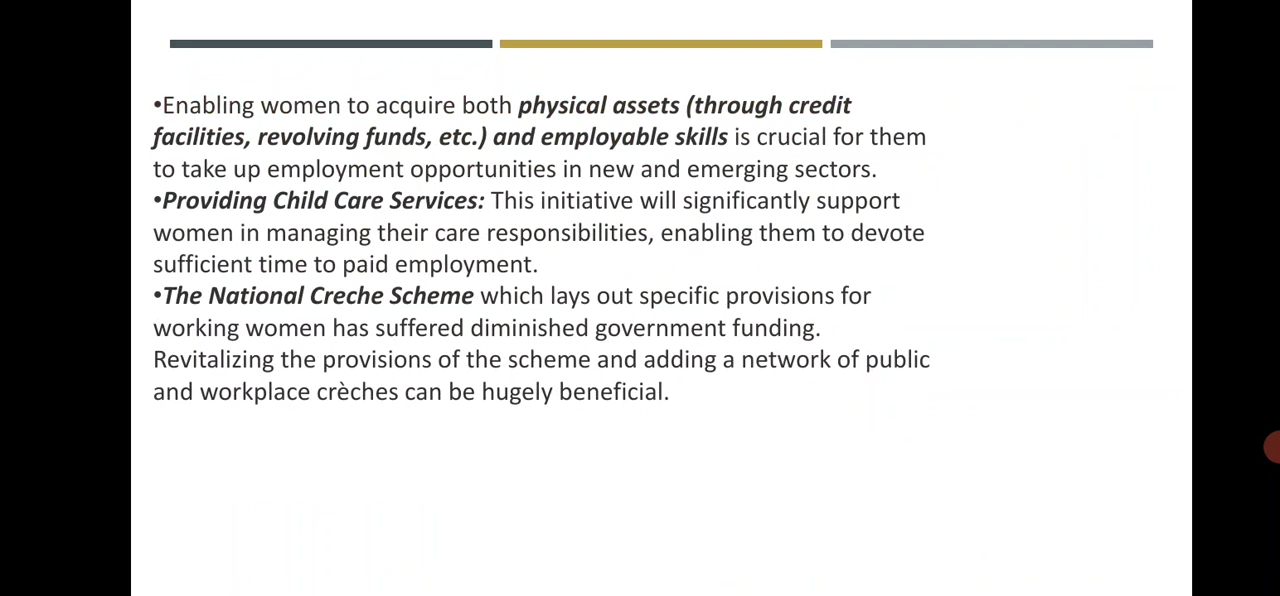 •Enabling women to acquire both physical assets (through credit
facilities, revolving funds, etc.) and employable skills is crucial for them
to take up employment opportunities in new and emerging sectors.
•Providing Child Care Services: This initiative will significantly support
women in managing their care responsibilities, enabling them to devote
sufficient time to paid employment.
•The National Creche Scheme which lays out specific provisions for
working women has suffered diminished government funding.
Revitalizing the provisions of the scheme and adding a network of public
and workplace crèches can be hugely beneficial.